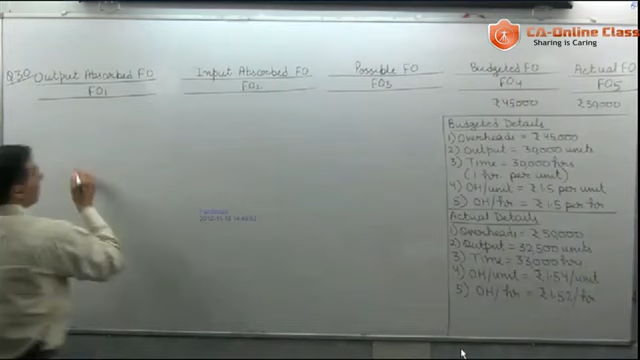 CA-Online Class
Sharing is Caring
Q30 Output Absorbed FO Input Absorbed FO Possible FO Budgeted FO Actual FO
FO1 FO2 FO3 FO4 FO5
₹45000 ₹50000
Budgeted Details
1) Overheads = ₹45,000
2) Output = 30,000 units
3) Time = 30,000 hrs
(1 hr. per unit)
4) OH/unit = ₹1.5 per unit
5) OH/hr = ₹1.5 per hr
Actual Details
1) Overheads = ₹50,000
2) Output = 32,500 units
3) Time = 33,000 hrs
4) OH/unit = ₹1.54/unit
5) OH/hr = ₹1.52/hr